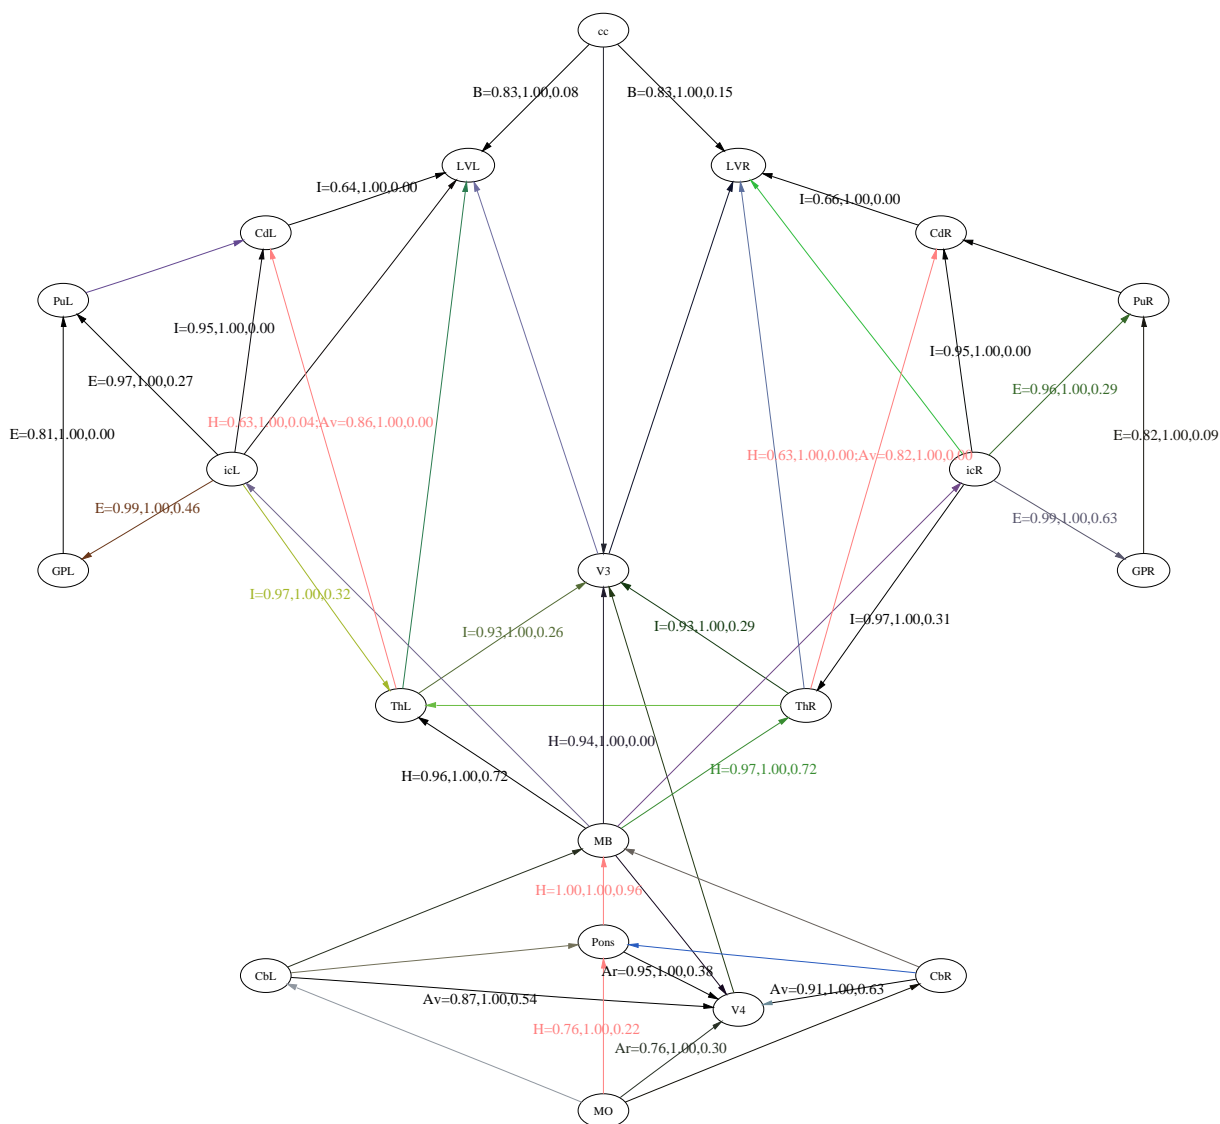 cc
B=0.83,1.00,0.08
B=0.83,1.00,0.15
LVL
LVR
I=0.64,1.00,0.00
I=0.66,1.00,0.00
CdL
CdR
PuL
PuR
I=0.95,1.00,0.00
I=0.95,1.00,0.00
E=0.97,1.00,0.27
E=0.96,1.00,0.29
H=0.63,1.00,0.04;Av=0.86,1.00,0.00
E=0.81,1.00,0.00
E=0.82,1.00,0.09
H=0.63,1.00,0.00;Av=0.82,1.00,0.00
icL
icR
E=0.99,1.00,0.46
E=0.99,1.00,0.63
GPL
V3
GPR
I=0.97,1.00,0.32
I=0.97,1.00,0.31
I=0.93,1.00,0.26
I=0.93,1.00,0.29
ThL
ThR
H=0.94,1.00,0.00
H=0.96,1.00,0.72
H=0.97,1.00,0.72
MB
H=1.00,1.00,0.96
Pons
CbL
Ar=0.95,1.00,0.38
CbR
Av=0.87,1.00,0.54
Av=0.91,1.00,0.63
V4
H=0.76,1.00,0.22
Ar=0.76,1.00,0.30
MO